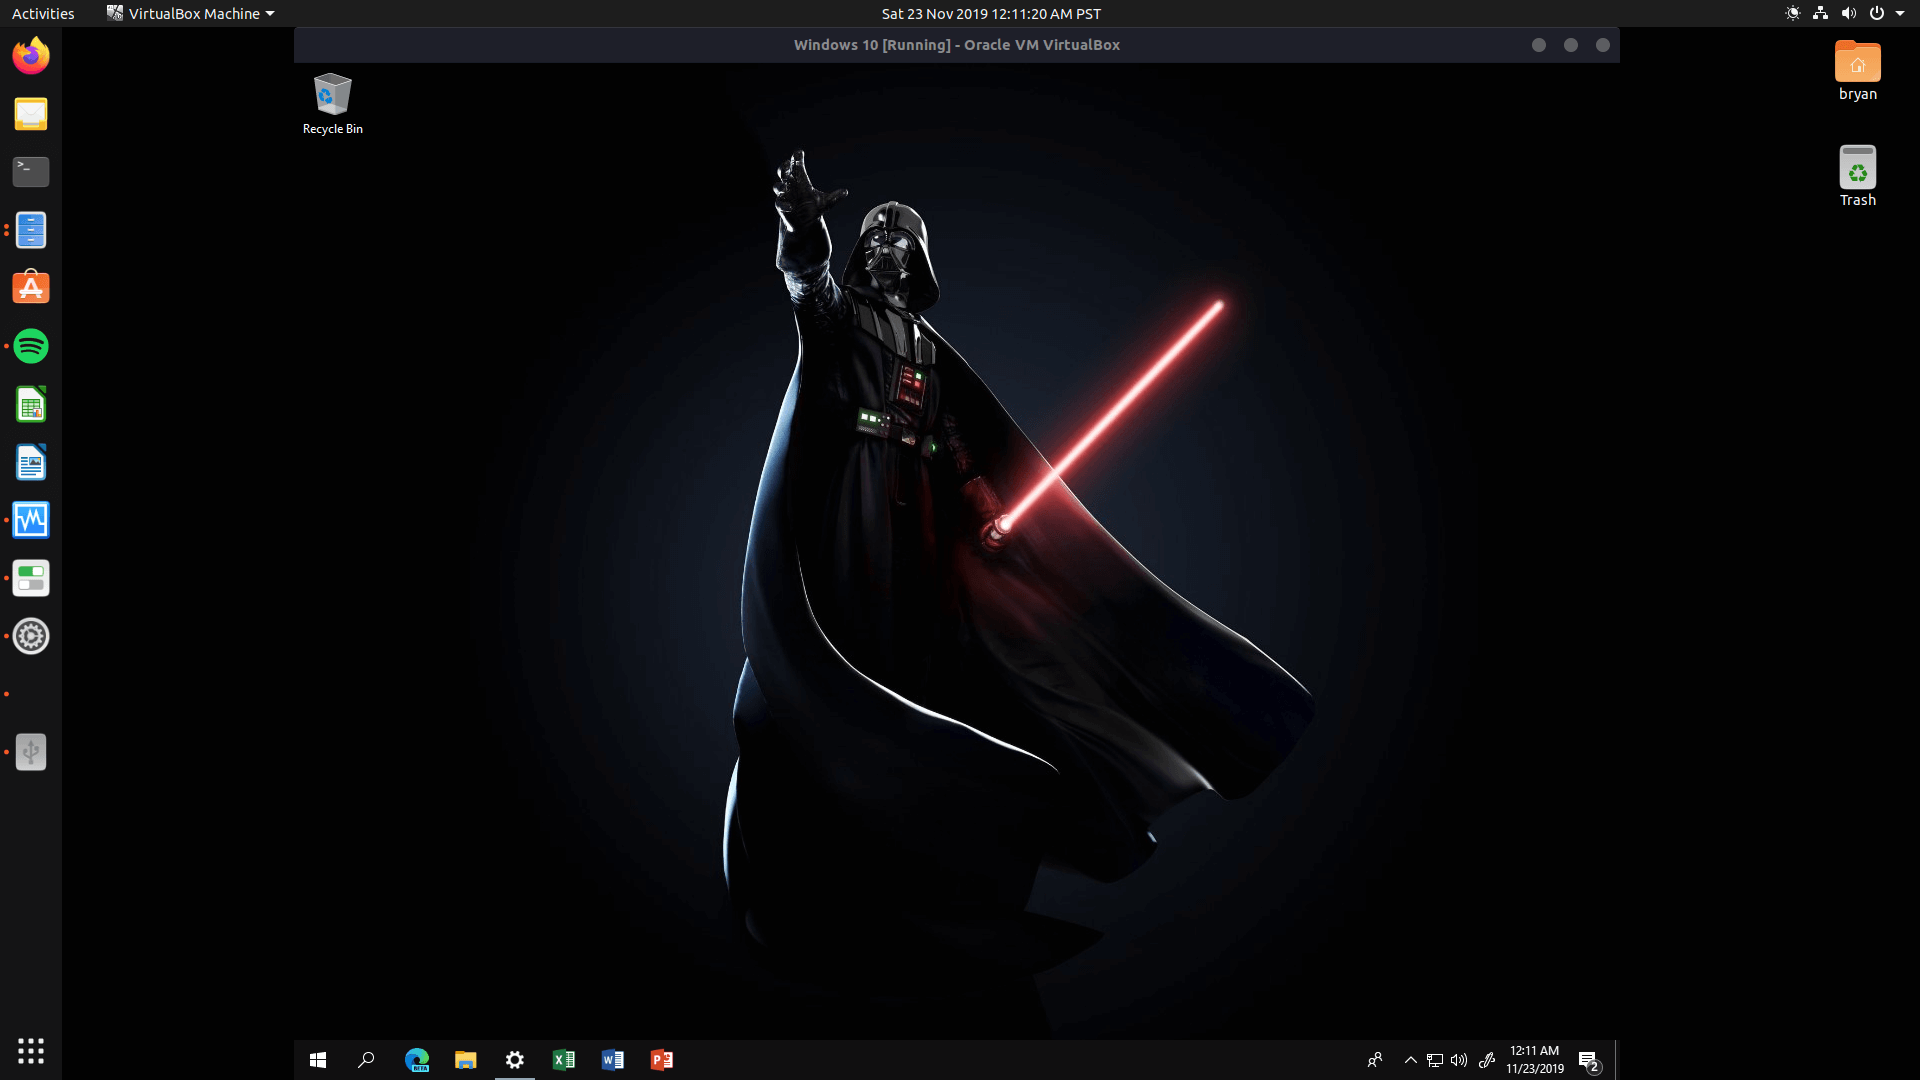 Activities
VirtualBox Machine
Sat 23 Nov 2019 12:11:20 AM PST
Windows 10 [Running] - Oracle VM VirtualBox
Recycle Bin
bryan
Trash
>_
BETA
X
W
P
12:11 AM
11/23/2019
2